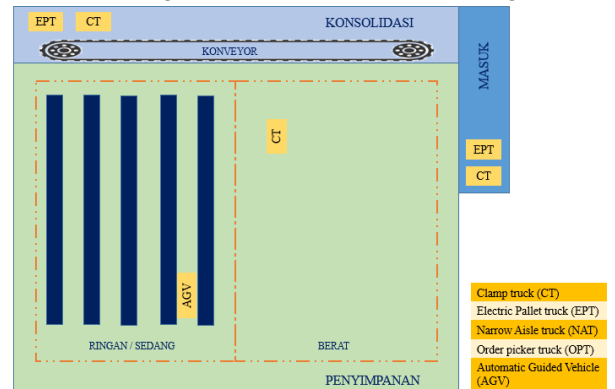 EPT CT KONSOLIDASI
KONVEYOR
MASUK
CT
EPT
CT
AGV
RINGAN / SEDANG BERAT
PENYIMPANAN
Clamp truck (CT)
Electric Pallet truck (EPT)
Narrow Aisle truck (NAT)
Order picker truck (OPT)
Automatic Guided Vehicle
(AGV)